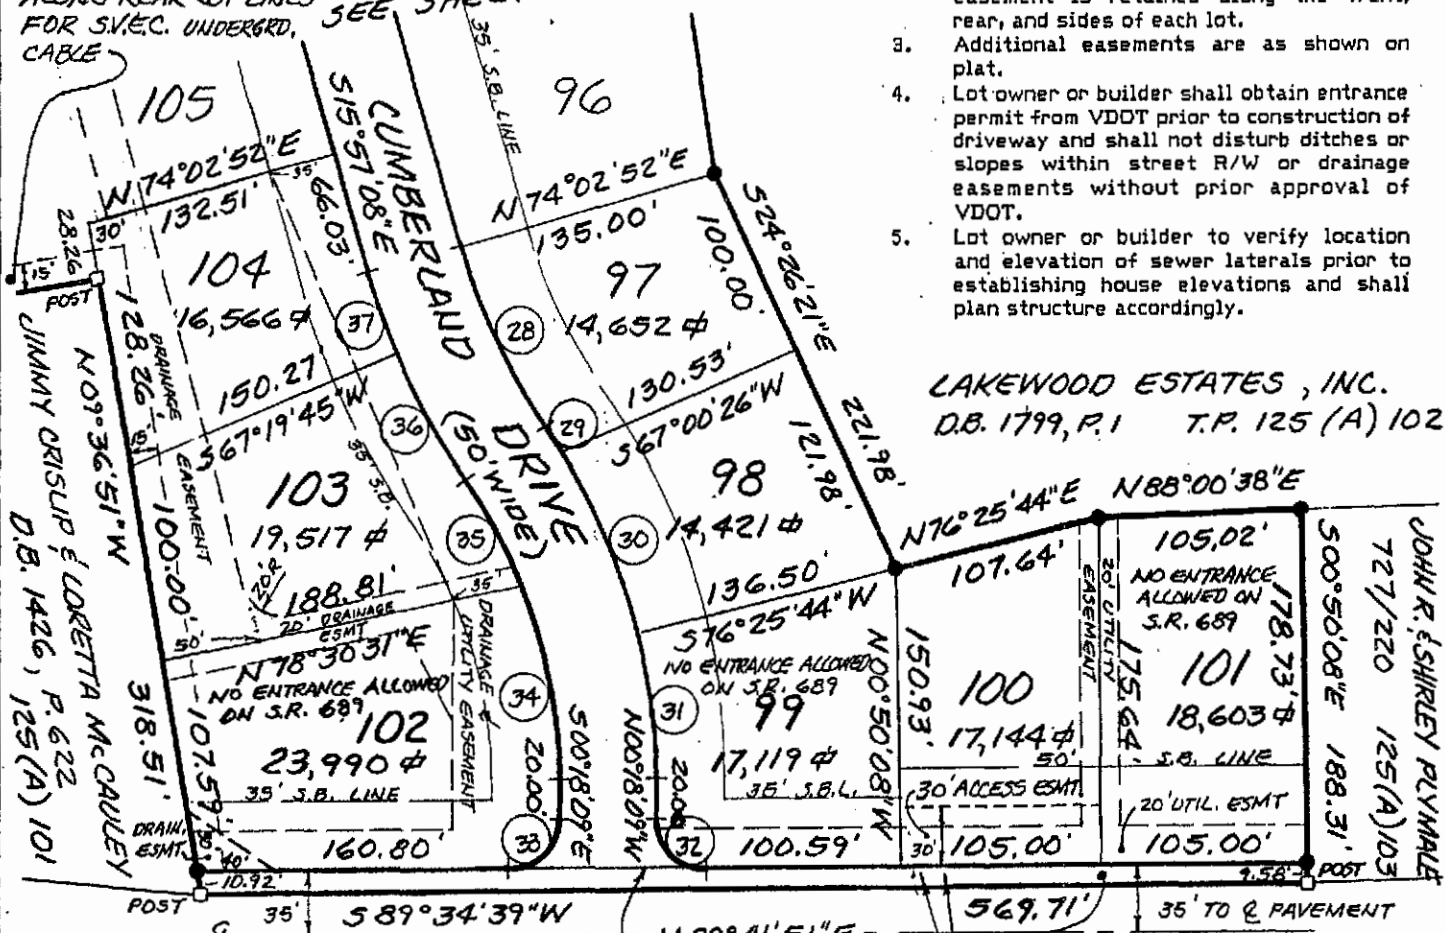 FOR S.V.E.C. UNDERGRD.
CABLE
SEE
rear, and sides of each lot.
3. Additional easements are as shown on
plat.
4. Lot owner or builder shall obtain entrance
permit from VDOT prior to construction of
driveway and shall not disturb ditches or
slopes within street R/W or drainage
easements without prior approval of
VDOT.
5. Lot owner or builder to verify location
and elevation of sewer laterals prior to
establishing house elevations and shall
plan structure accordingly.
LAKEWOOD ESTATES, INC.
D.B. 1799, P. 1 T.P. 125 (A) 102
CUMBERLAND
DRIVE
(50' WIDE)
S15°57'08"E
66.03'
35' S.B. LINE
105
N 74°02'52"E
132.51'
35'
30'
28.26
15'
POST
104
16,566 ⌗
37
128.26'
DRAINAGE
EASEMENT
15'
150.27'
S67°19'45"W
36
35' S.B.
103
19,517 ⌗
35
20'R
188.81'
20' DRAINAGE
ESMT
35'
50'
N78°30'31"E
NO ENTRANCE ALLOWED
ON S.R. 689
102
23,990 ⌗
35' S.B. LINE
DRAINAGE &
UTILITY EASEMENT
34
20.00'
S00°18'09"E
33
160.80'
DRAIN.
ESMT
40'
10.92'
POST
N09°36'51"W
100.00'
107.59'
318.51'
JIMMY CRISLIP & LORETTA McCAULEY
D.B. 1426, P. 622
125(A) 101
96
N 74°02'52"E
135.00'
97
14,652 ⌗
28
130.53'
29
S67°00'26"W
S24°26'21"E
100.00'
221.98'
121.98'
98
14,421 ⌗
30
136.50'
S76°25'44"W
NO ENTRANCE ALLOWED
ON S.R. 689
31
99
17,119 ⌗
35' S.B.L.
20.00
N00°18'09"W
32
100.59'
N00°50'08"W
150.93'
N76°25'44"E
107.64'
20' UTILITY
EASEMENT
100
17,144 ⌗
50'
30' ACCESS ESMT.
30'
105.00'
N88°00'38"E
105.02'
NO ENTRANCE
ALLOWED ON
S.R. 689
175.64'
178.73'
101
18,603 ⌗
S.B. LINE
20' UTIL. ESMT
105.00'
9.58'
POST
S00°50'08"E 188.31'
JOHN R. & SHIRLEY PLYMALE
727/220 125(A)103
35'
S89°34'39"W
569.71'
35' TO ℄ PAVEMENT